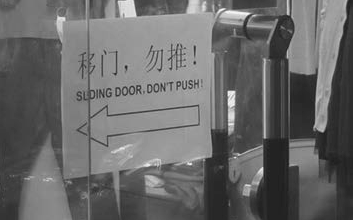 移门，勿推！
SLIDING DOOR, DON'T PUSH!